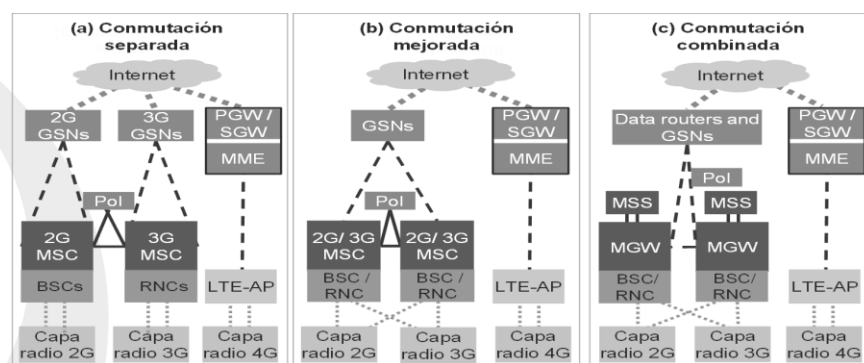 (a) Conmutación
separada
Internet
2G
GSNs
3G
GSNs
PGW /
SGW
MME
PoI
2G
MSC
3G
MSC
BSCs
RNCs
LTE-AP
Capa
radio 2G
Capa
radio 3G
Capa
radio 4G
(b) Conmutación
mejorada
Internet
GSNs
PGW /
SGW
MME
PoI
2G/ 3G
MSC
2G/ 3G
MSC
BSC /
RNC
BSC /
RNC
LTE-AP
Capa
radio 2G
Capa
radio 3G
Capa
radio 4G
(c) Conmutación
combinada
Internet
Data routers and
GSNs
PGW /
SGW
MME
PoI
MSS
MSS
MGW
MGW
BSC/
RNC
BSC/
RNC
LTE-AP
Capa
radio 2G
Capa
radio 3G
Capa
radio 4G